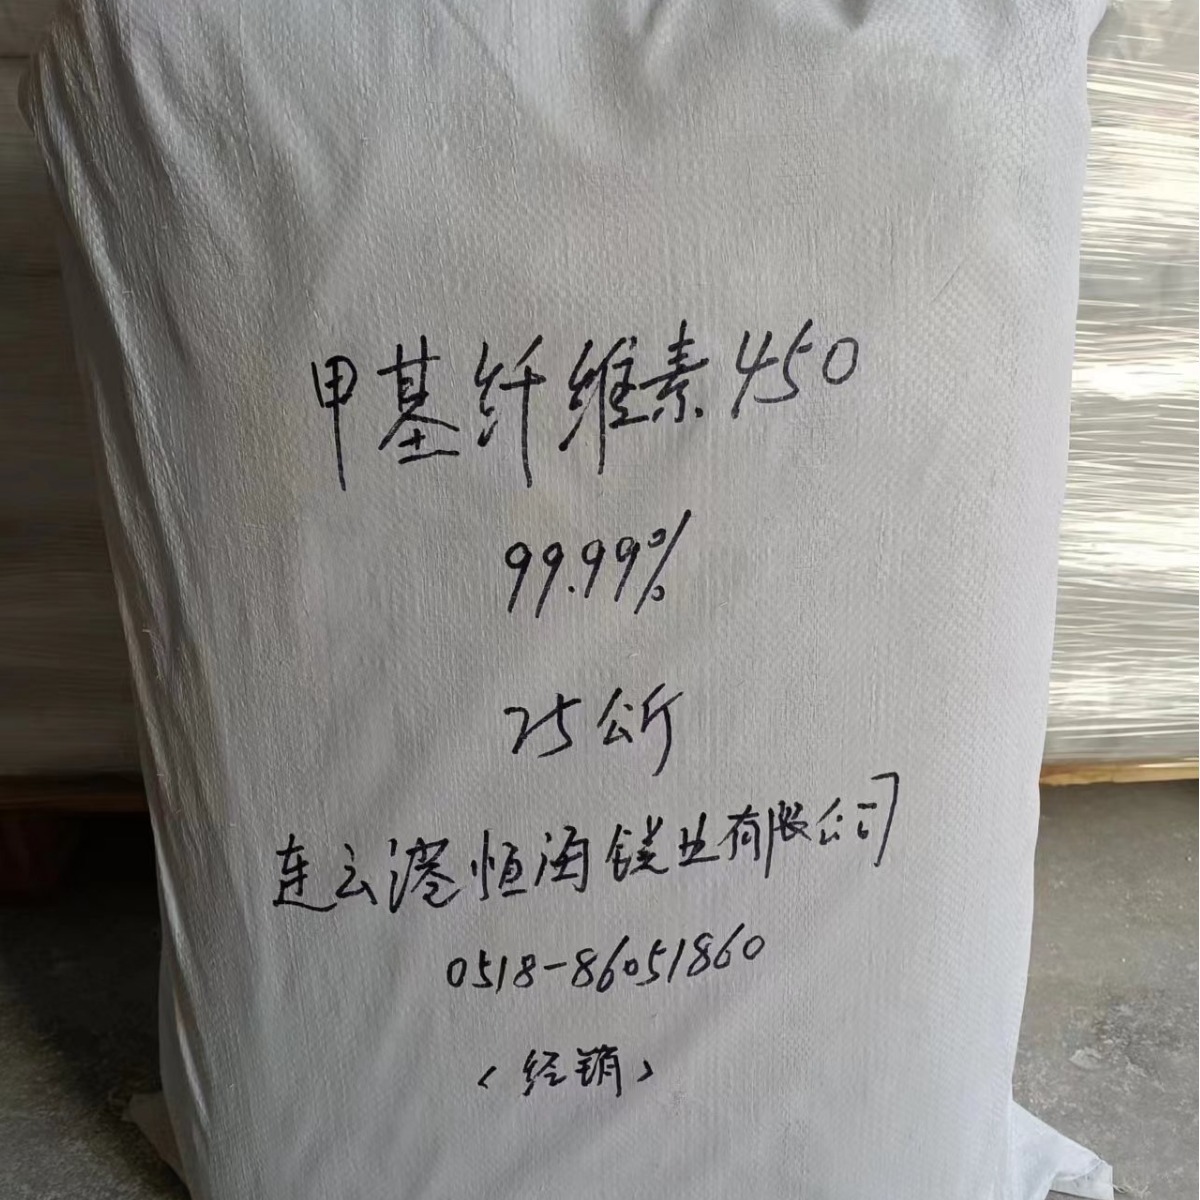 甲基纤维素450
99.99%
25公斤
连云港恒海镁业有限公司
0518-86051860
<经销>